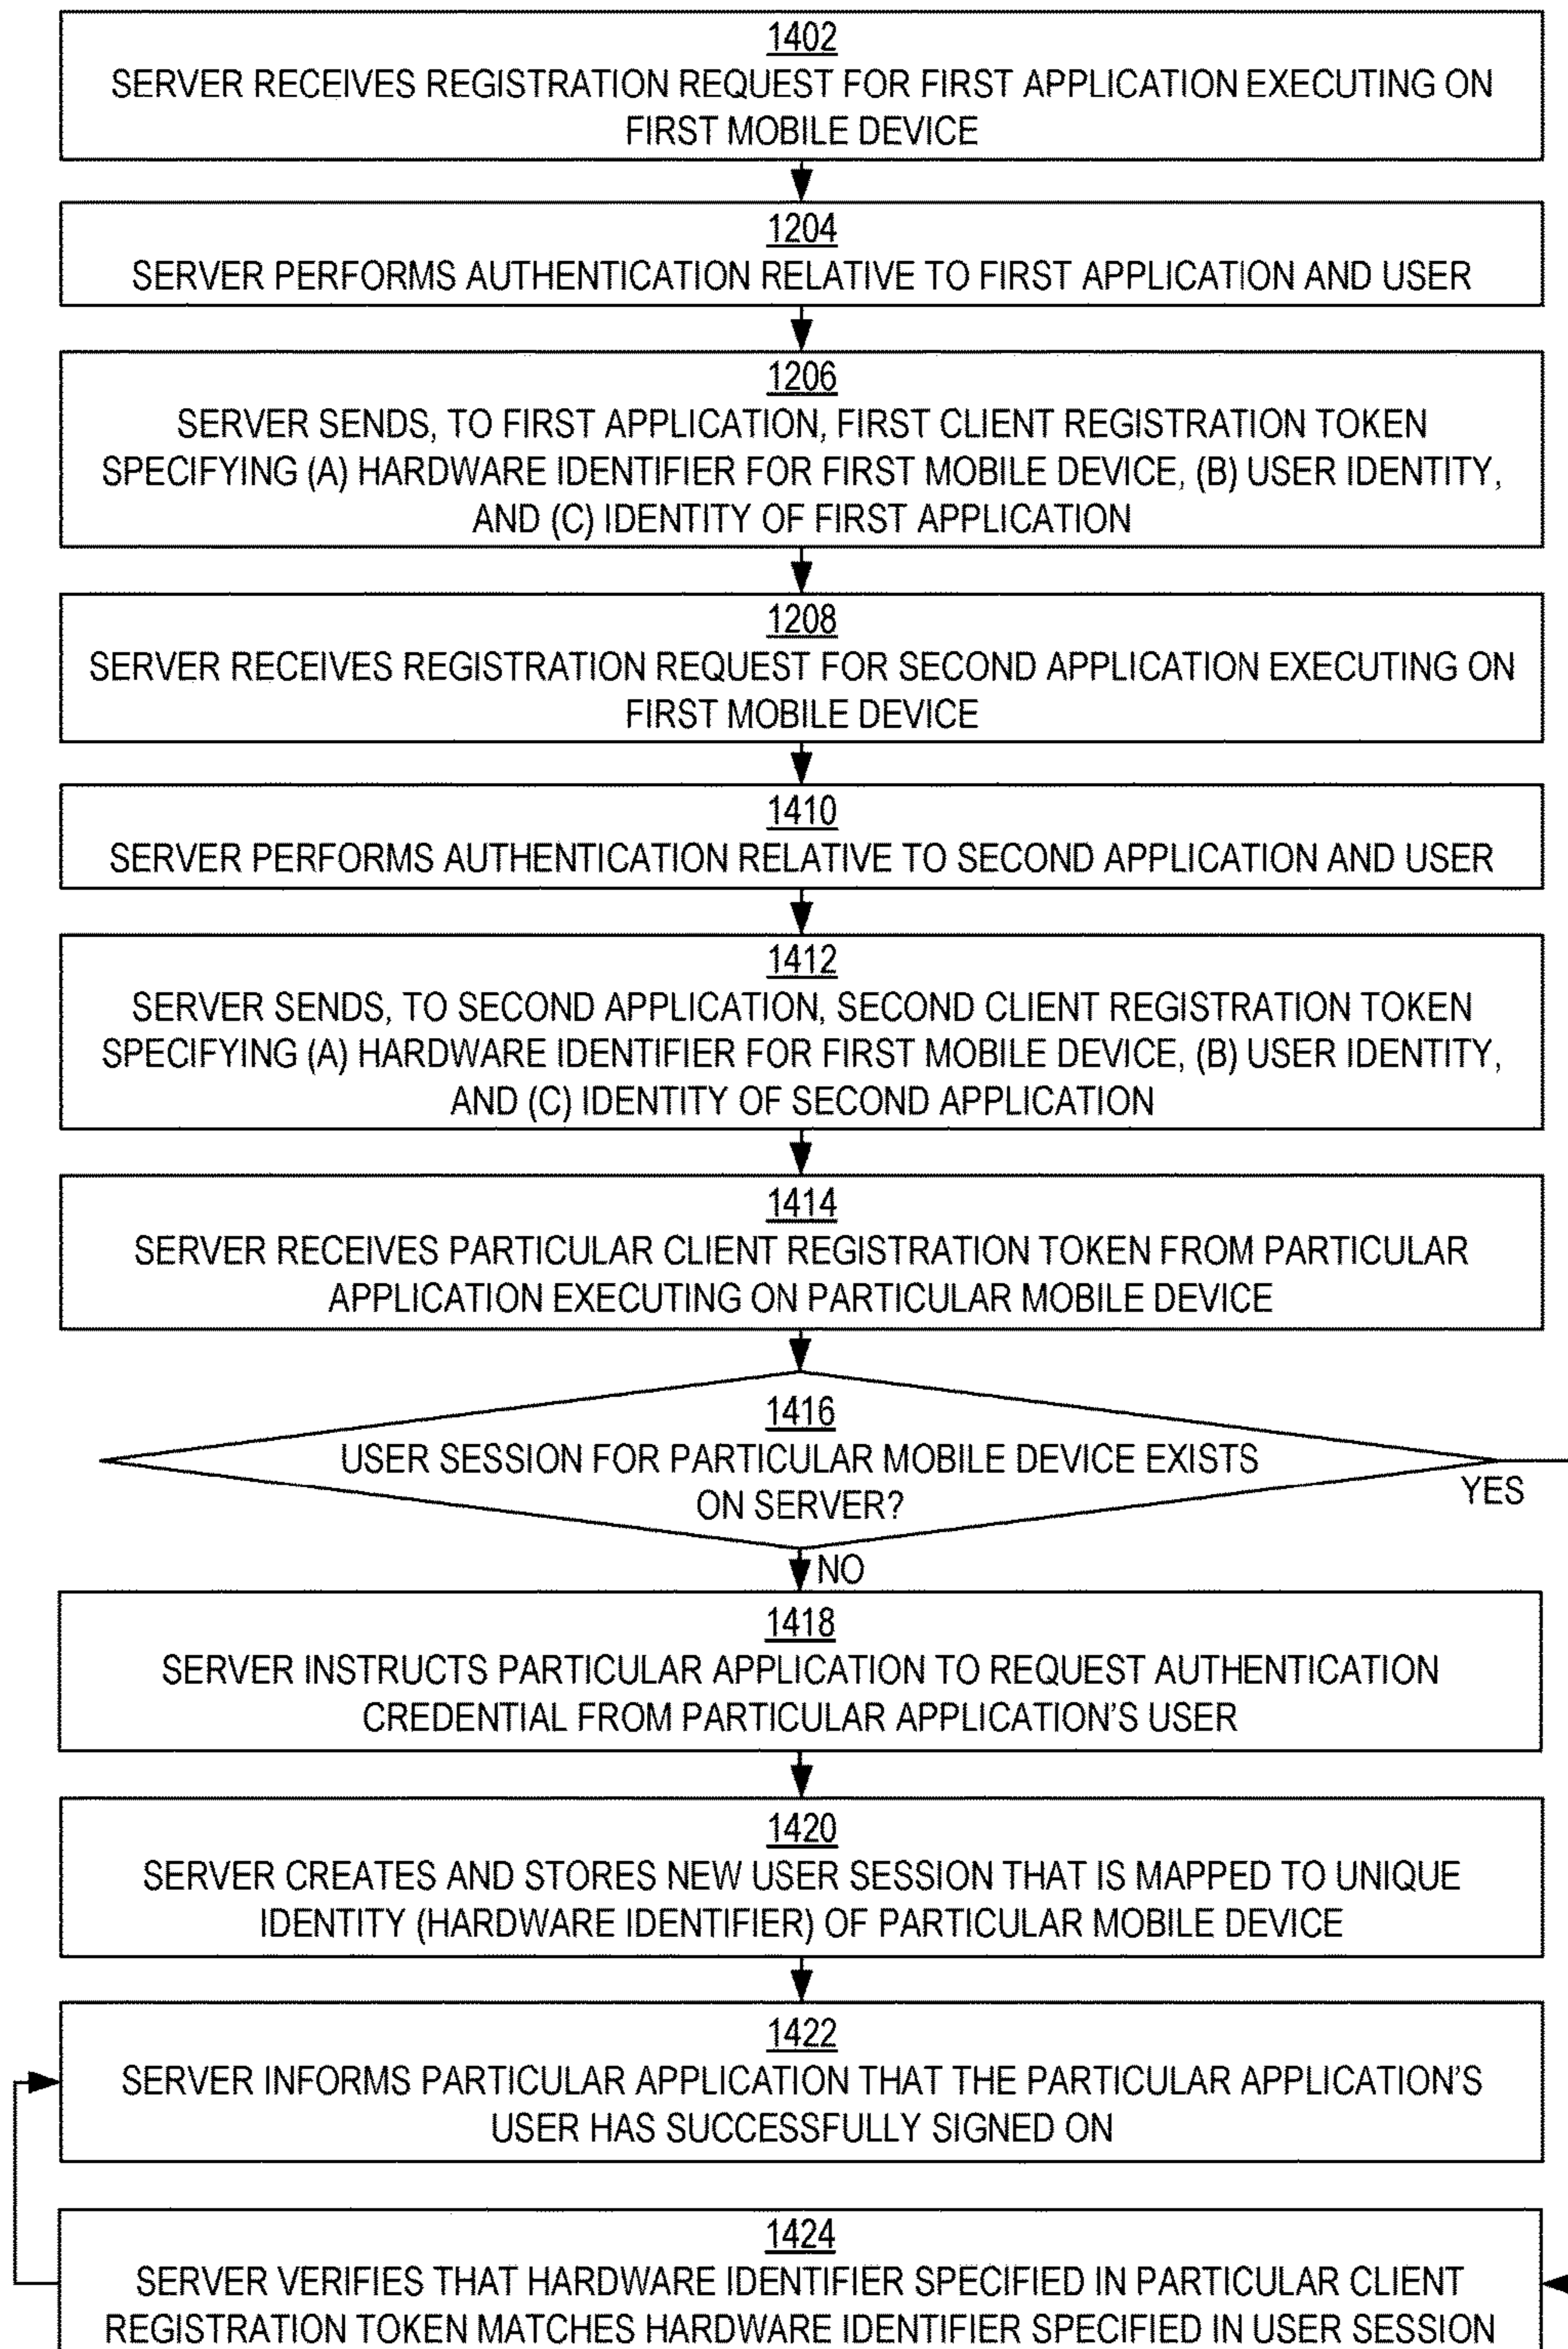 1402
SERVER RECEIVES REGISTRATION REQUEST FOR FIRST APPLICATION EXECUTING ON
FIRST MOBILE DEVICE
1204
SERVER PERFORMS AUTHENTICATION RELATIVE TO FIRST APPLICATION AND USER
1206
SERVER SENDS, TO FIRST APPLICATION, FIRST CLIENT REGISTRATION TOKEN
SPECIFYING (A) HARDWARE IDENTIFIER FOR FIRST MOBILE DEVICE, (B) USER IDENTITY,
AND (C) IDENTITY OF FIRST APPLICATION
1208
SERVER RECEIVES REGISTRATION REQUEST FOR SECOND APPLICATION EXECUTING ON
FIRST MOBILE DEVICE
1410
SERVER PERFORMS AUTHENTICATION RELATIVE TO SECOND APPLICATION AND USER
1412
SERVER SENDS, TO SECOND APPLICATION, SECOND CLIENT REGISTRATION TOKEN
SPECIFYING (A) HARDWARE IDENTIFIER FOR FIRST MOBILE DEVICE, (B) USER IDENTITY,
AND (C) IDENTITY OF SECOND APPLICATION
1414
SERVER RECEIVES PARTICULAR CLIENT REGISTRATION TOKEN FROM PARTICULAR
APPLICATION EXECUTING ON PARTICULAR MOBILE DEVICE
1416
USER SESSION FOR PARTICULAR MOBILE DEVICE EXISTS
ON SERVER?
YES
NO
1418
SERVER INSTRUCTS PARTICULAR APPLICATION TO REQUEST AUTHENTICATION
CREDENTIAL FROM PARTICULAR APPLICATION'S USER
1420
SERVER CREATES AND STORES NEW USER SESSION THAT IS MAPPED TO UNIQUE
IDENTITY (HARDWARE IDENTIFIER) OF PARTICULAR MOBILE DEVICE
1422
SERVER INFORMS PARTICULAR APPLICATION THAT THE PARTICULAR APPLICATION'S
USER HAS SUCCESSFULLY SIGNED ON
1424
SERVER VERIFIES THAT HARDWARE IDENTIFIER SPECIFIED IN PARTICULAR CLIENT
REGISTRATION TOKEN MATCHES HARDWARE IDENTIFIER SPECIFIED IN USER SESSION